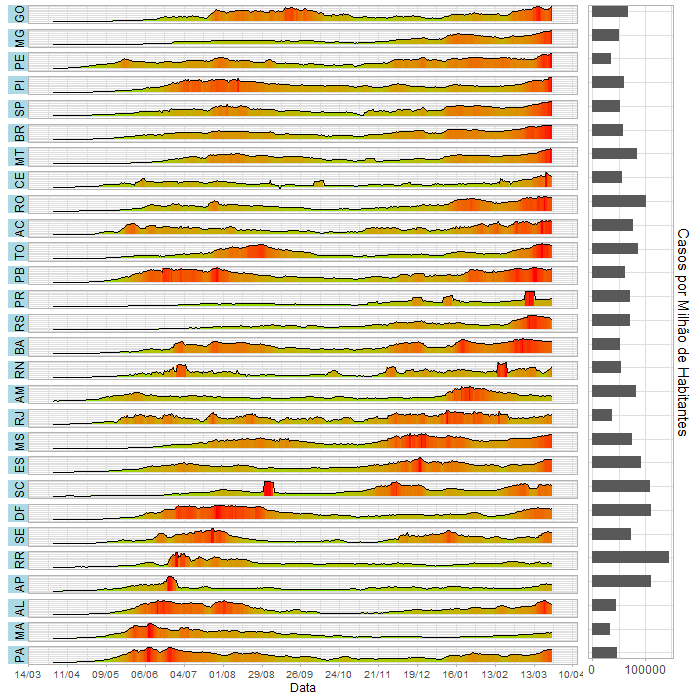 GO
MG
PE
PI
SP
BR
MT
CE
RO
AC
TO
PB
PR
RS
BA
RN
AM
RJ
MS
ES
SC
DF
SE
RR
AP
AL
MA
PA
14/03 11/04 09/05 06/06 04/07 01/08 29/08 26/09 24/10 21/11 19/12 16/01 13/02 13/03 10/04
Data
0 100000
Casos por Milhão de Habitantes